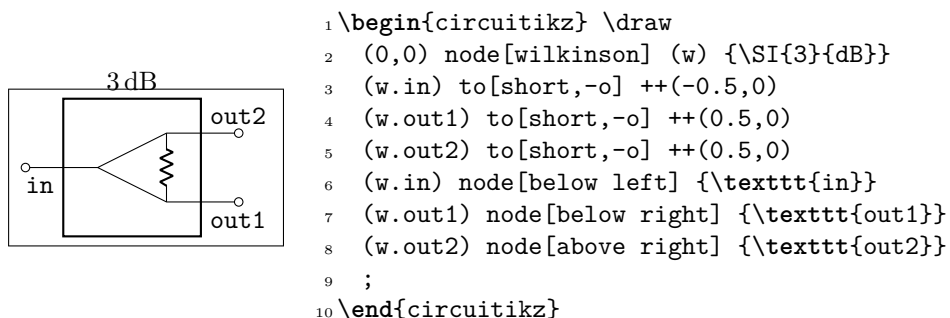 3 dB
out2
in
out1
1 \begin{circuitikz} \draw
2   (0,0) node[wilkinson] (w) {\SI{3}{dB}}
3   (w.in) to[short,-o] ++(-0.5,0)
4   (w.out1) to[short,-o] ++(0.5,0)
5   (w.out2) to[short,-o] ++(0.5,0)
6   (w.in) node[below left] {\texttt{in}}
7   (w.out1) node[below right] {\texttt{out1}}
8   (w.out2) node[above right] {\texttt{out2}}
9   ;
10 \end{circuitikz}